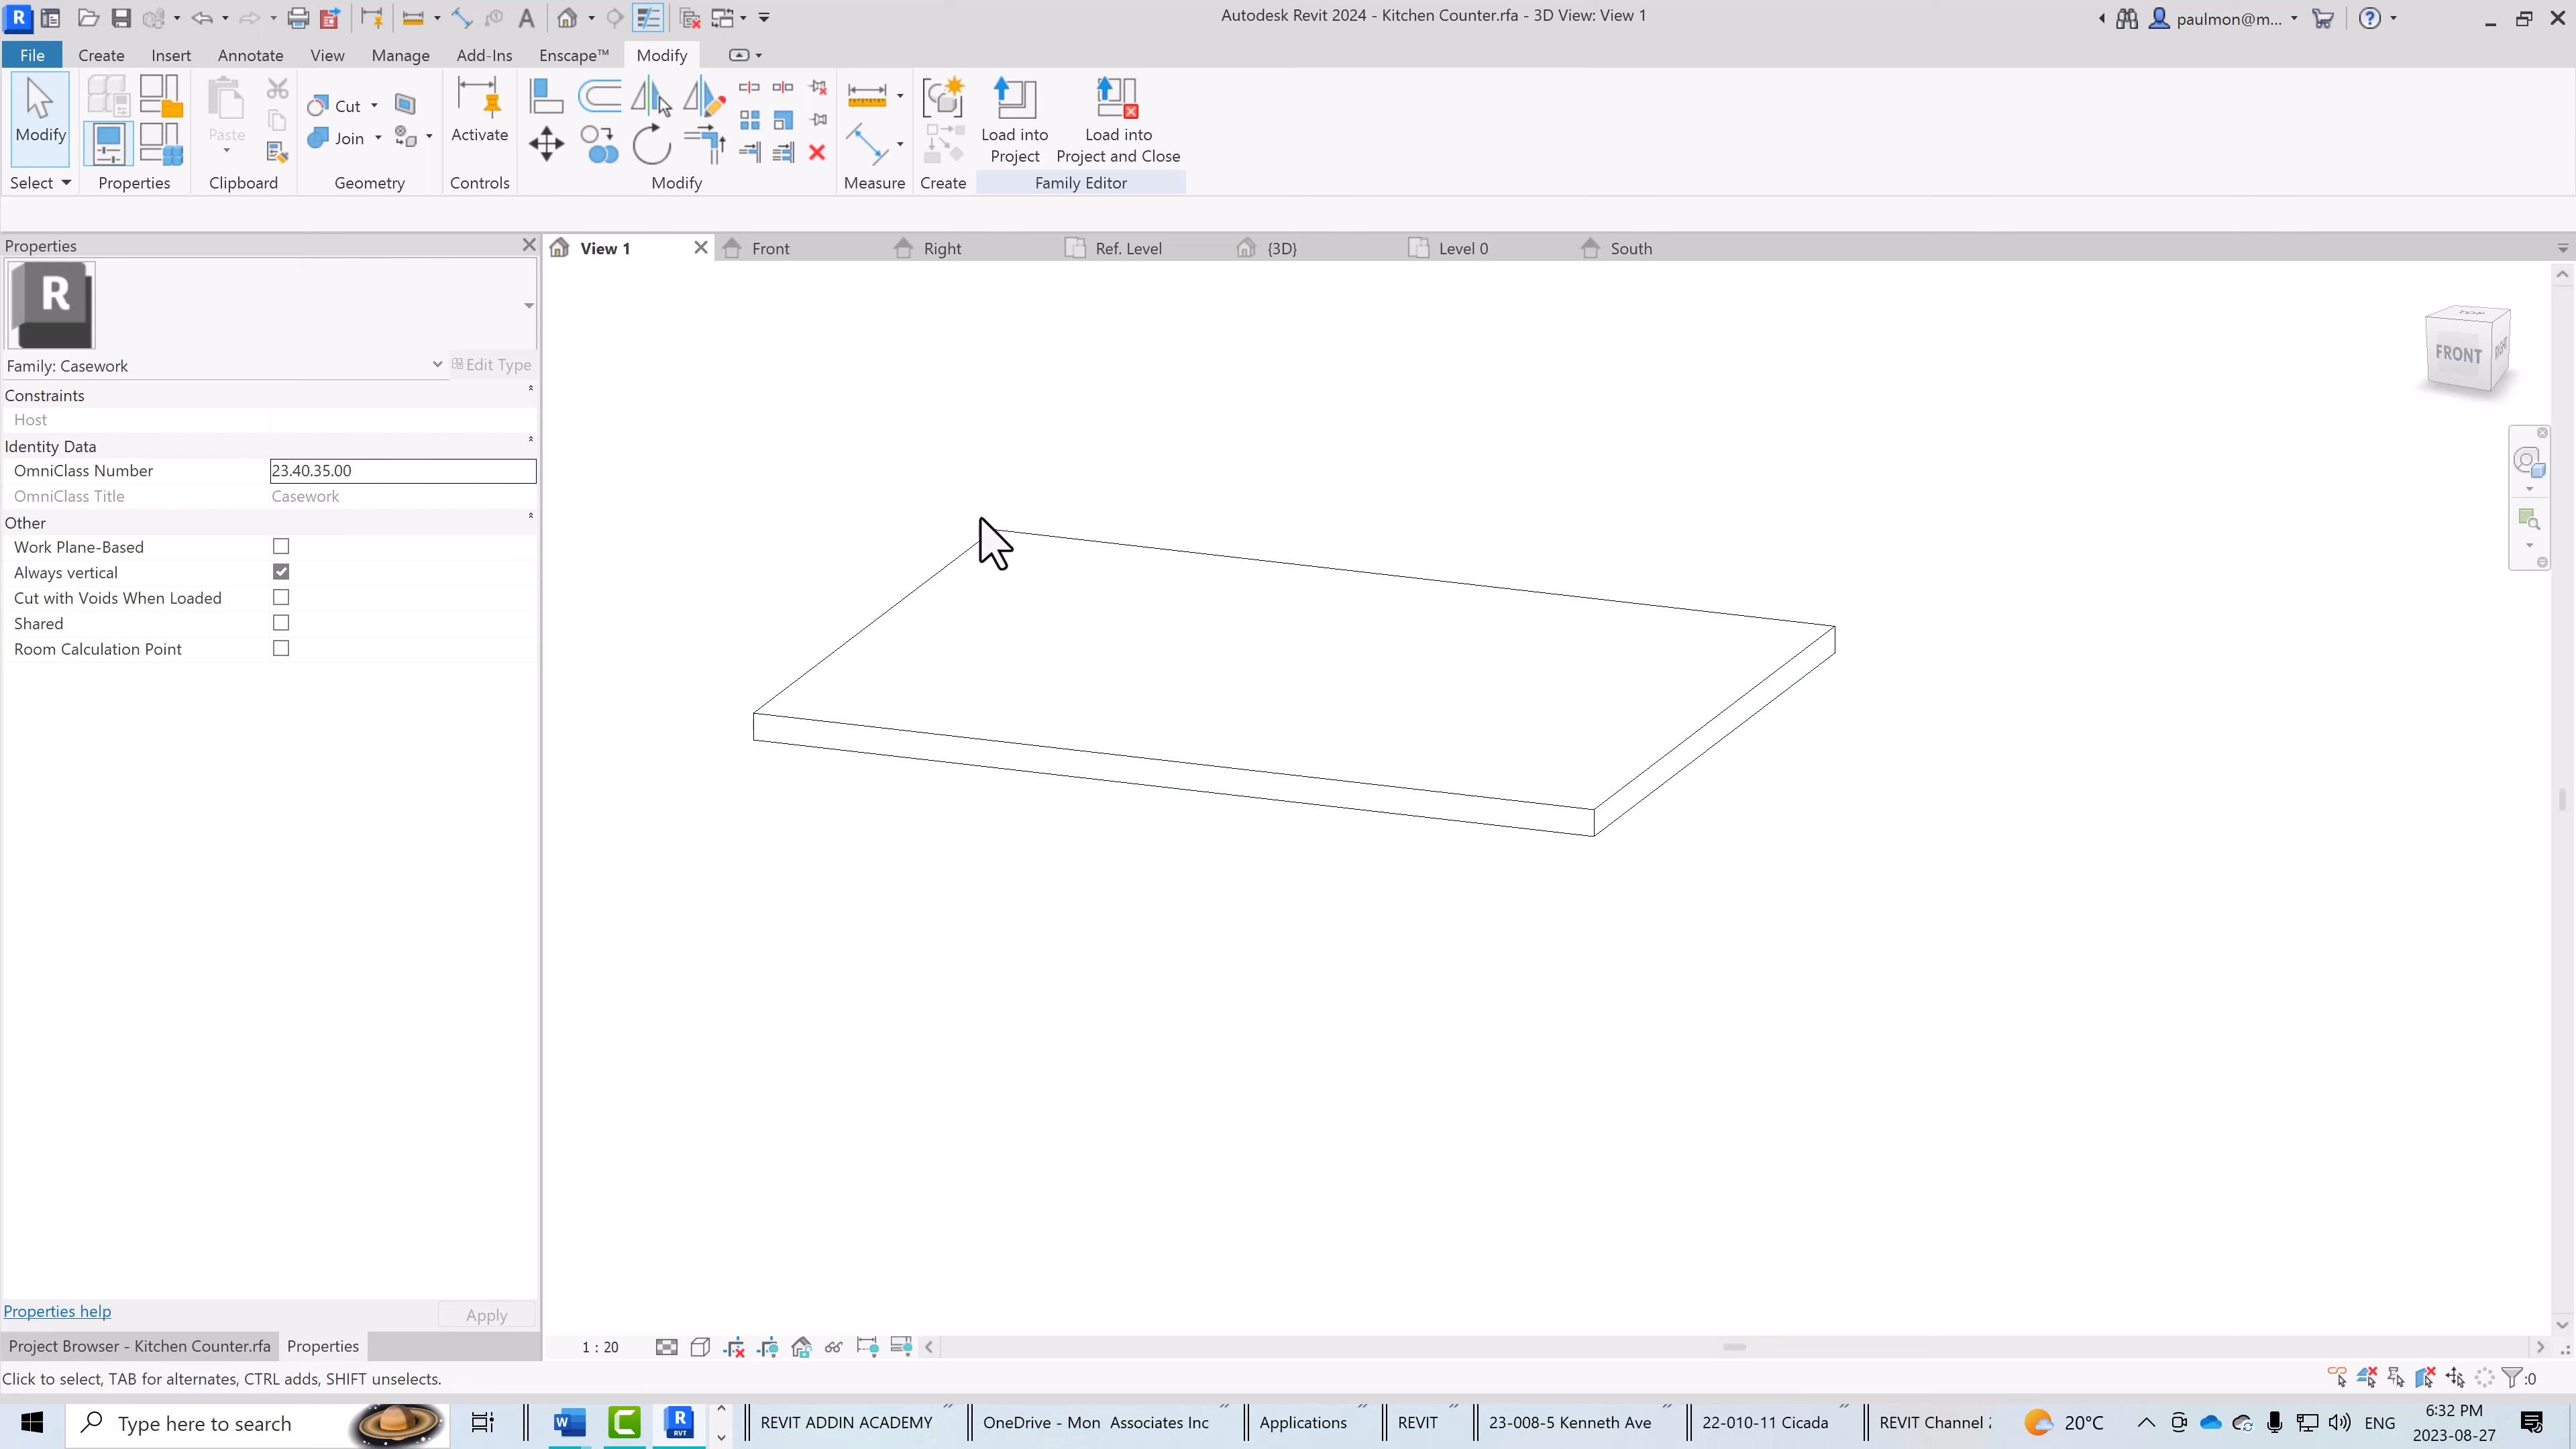 Autodesk Revit 2024 - Kitchen Counter.rfa - 3D View: View 1
paulmon@m...
File Create Insert Annotate View Manage Add-Ins Enscape™ Modify
Modify
Paste
Cut
Join
Activate
Load into Project
Load into Project and Close
Select Properties Clipboard Geometry Controls Modify Measure Create Family Editor
Properties
View 1 Front Right Ref. Level {3D} Level 0 South
R
Family: Casework
Edit Type
Constraints
Host
Identity Data
OmniClass Number 23.40.35.00
OmniClass Title Casework
Other
Work Plane-Based
Always vertical
Cut with Voids When Loaded
Shared
Room Calculation Point
TOP
FRONT
RIGHT
Properties help
Apply
Project Browser - Kitchen Counter.rfa Properties
1 : 20
Click to select, TAB for alternates, CTRL adds, SHIFT unselects.
:0
Type here to search
REVIT ADDIN ACADEMY
OneDrive - Mon Associates Inc
Applications
REVIT
23-008-5 Kenneth Ave
22-010-11 Cicada
REVIT Channel
20°C
ENG
6:32 PM
2023-08-27